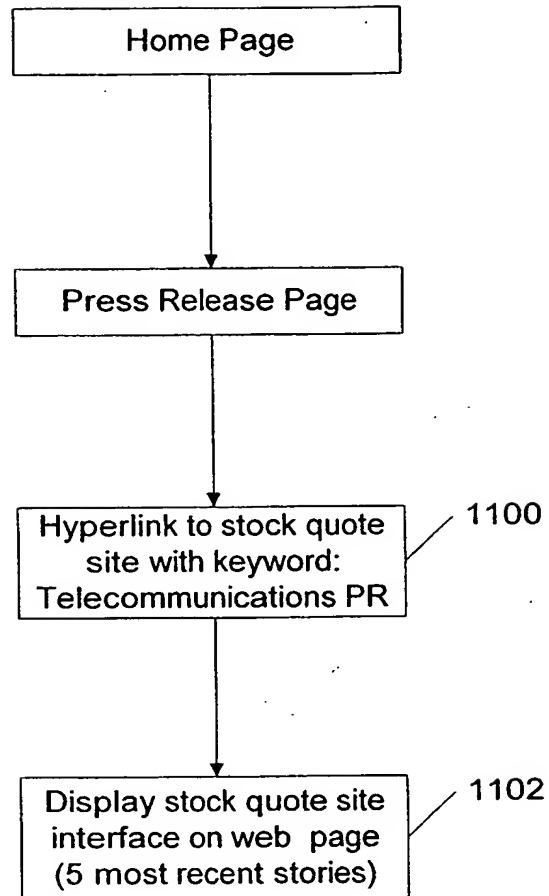 Home Page
Press Release Page
Hyperlink to stock quote
site with keyword:
Telecommunications PR
1100
Display stock quote site
interface on web page
(5 most recent stories)
1102